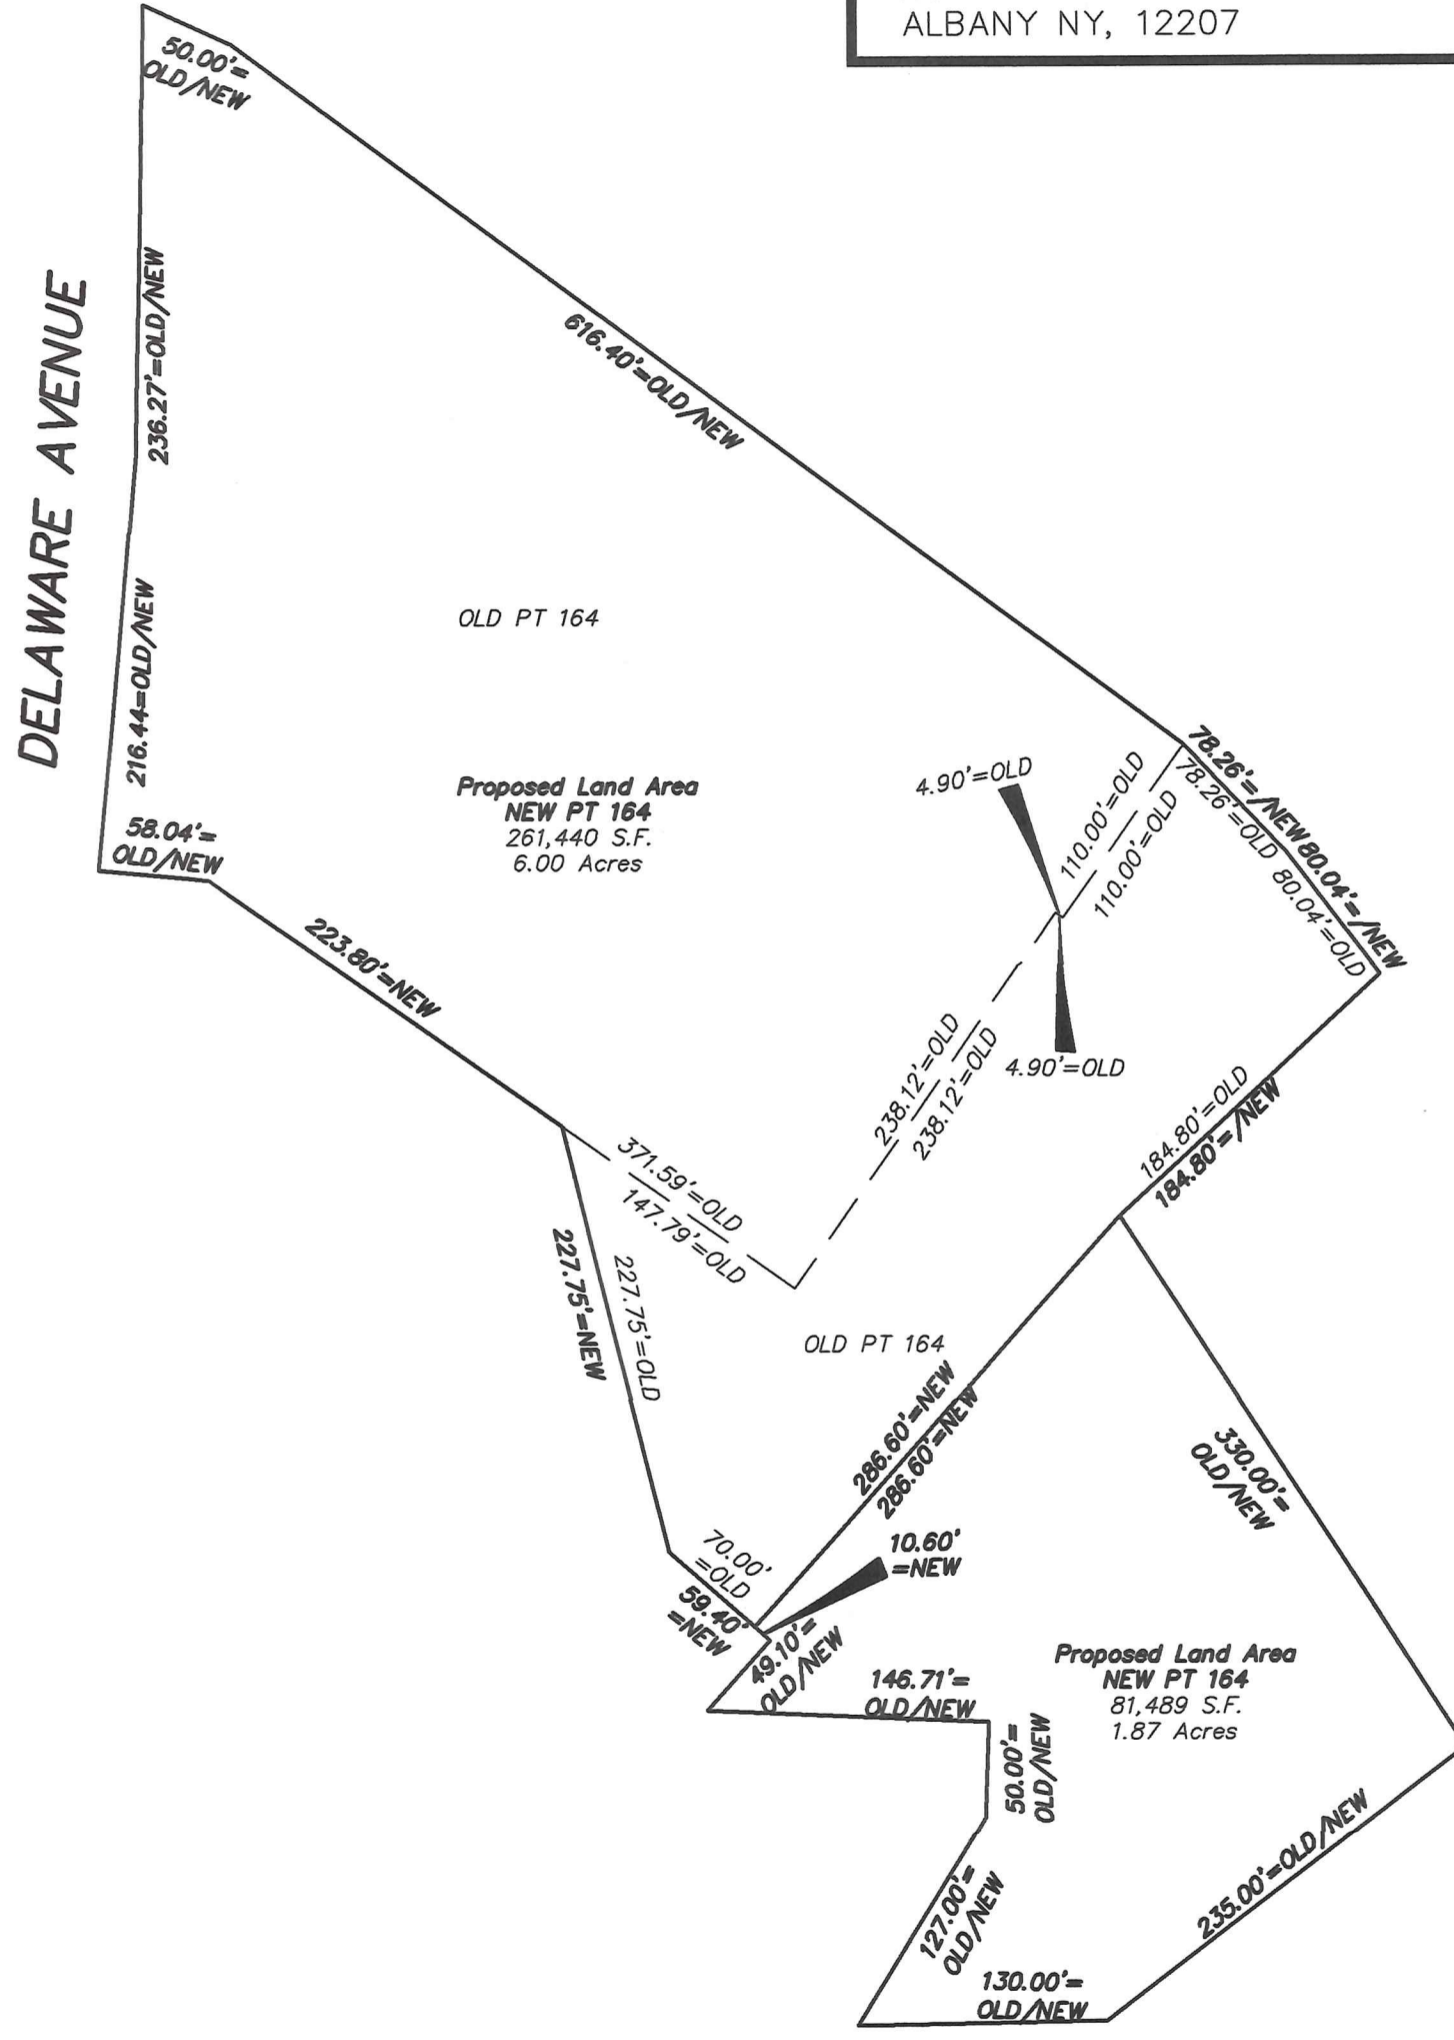 ALBANY NY, 12207
50.00'=
OLD/NEW
DELAWARE AVENUE
236.27'=OLD/NEW
616.40'=OLD/NEW
216.44=OLD/NEW
OLD PT 164
58.04'=
OLD/NEW
Proposed Land Area
NEW PT 164
261,440 S.F.
6.00 Acres
4.90'=OLD
110.00'=OLD
110.00'=OLD
78.26'=/NEW
78.26'=OLD
80.04'=/NEW
80.04'=OLD
223.80'=NEW
238.12'=OLD
238.12'=OLD
4.90'=OLD
184.80'=OLD
184.80'=/NEW
371.59'=OLD
147.79'=OLD
227.75'=NEW
227.75'=OLD
OLD PT 164
286.60'=NEW
286.60'=NEW
330.00'=
OLD/NEW
70.00'
=OLD
59.40'
=NEW
10.60'
=NEW
49.10'=
OLD/NEW
146.71'=
OLD/NEW
Proposed Land Area
NEW PT 164
81,489 S.F.
1.87 Acres
50.00'=
OLD/NEW
127.00'=
OLD/NEW
235.00'=OLD/NEW
130.00'=
OLD/NEW